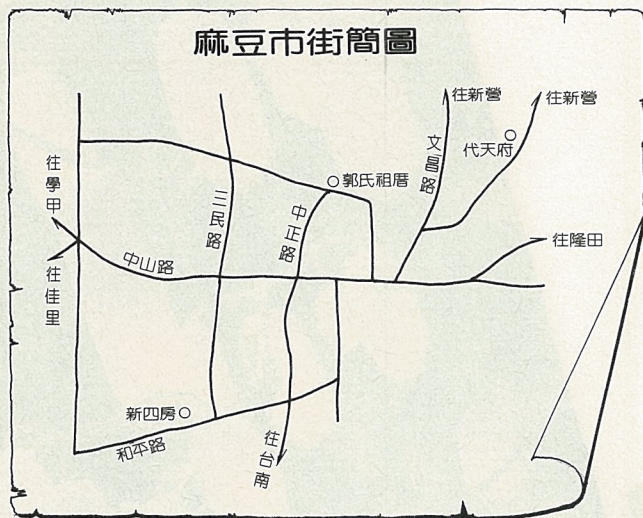 麻豆市街簡圖
往新營
往新營
文昌路
代天府
往學甲
郭氏祖厝
三民路
中正路
往隆田
中山路
往佳里
新四房
和平路
往台南